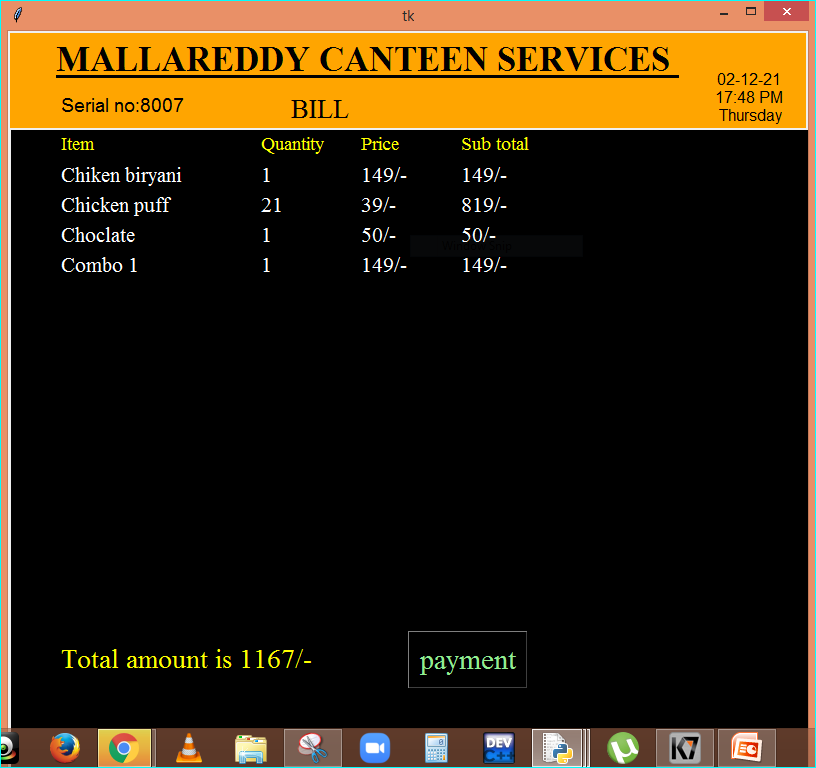 tk
MALLAREDDY CANTEEN SERVICES
02-12-21
17:48 PM
Thursday
Serial no:8007
BILL
Item Quantity Price Sub total
Chiken biryani 1 149/- 149/-
Chicken puff 21 39/- 819/-
Choclate 1 50/- 50/-
Combo 1 1 149/- 149/-
Total amount is 1167/-
payment
DEV
C++
K7